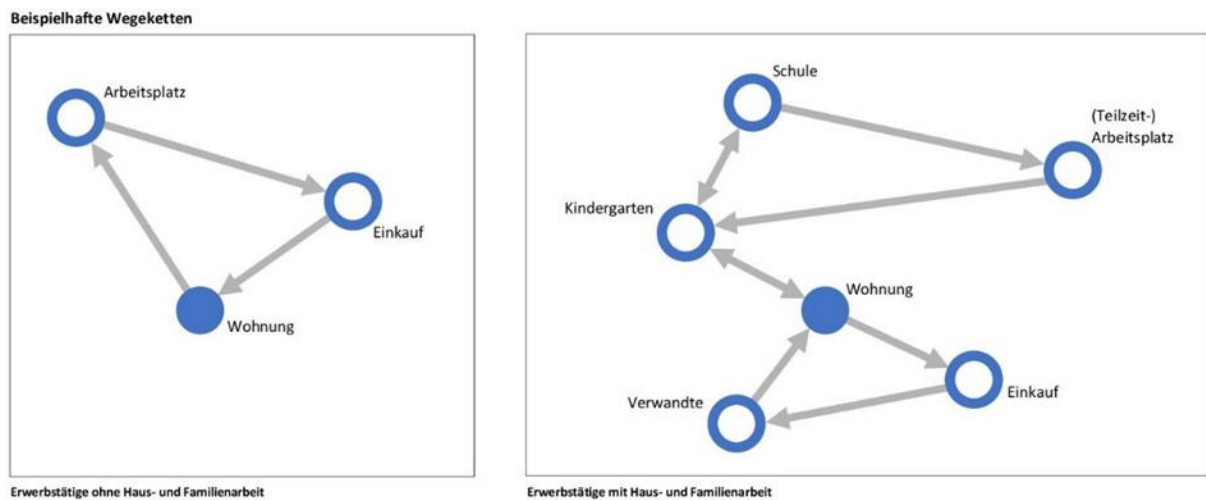 Beispielhafte Wegeketten
Arbeitsplatz
Einkauf
Wohnung
Erwerbstätige ohne Haus- und Familienarbeit
Schule
(Teilzeit-)
Arbeitsplatz
Kindergarten
Wohnung
Einkauf
Verwandte
Erwerbstätige mit Haus- und Familienarbeit